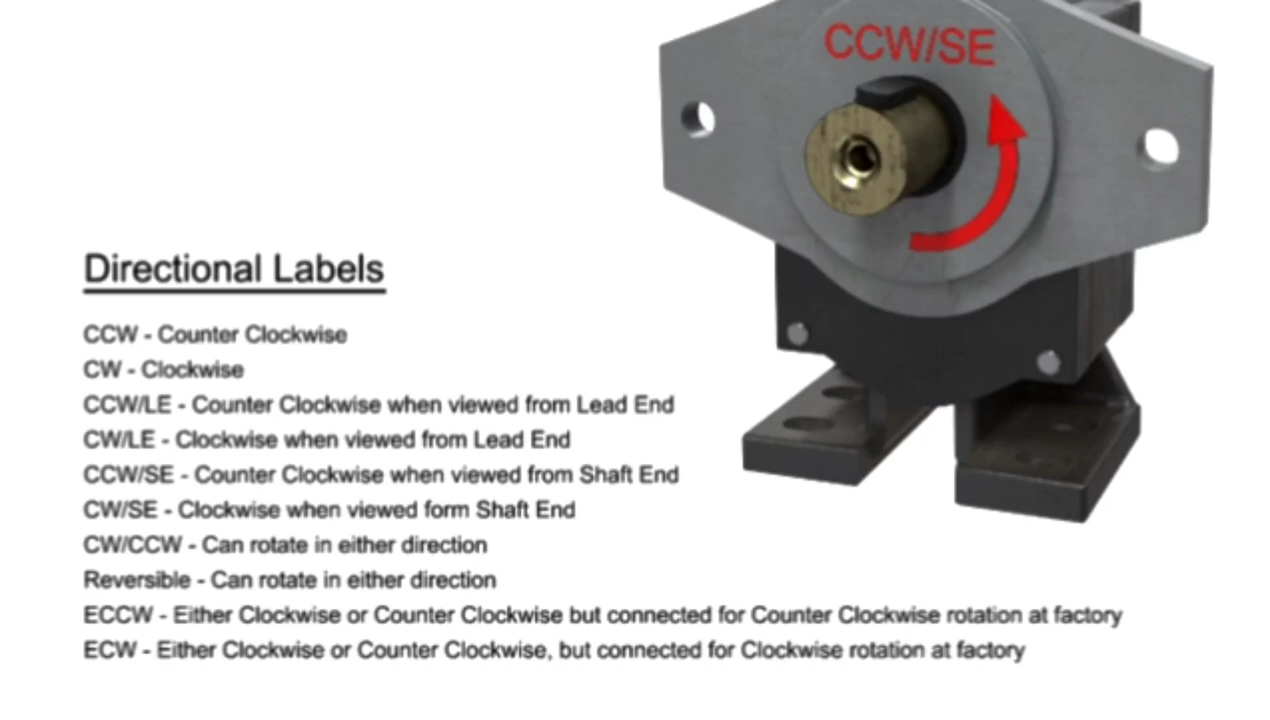 CCW/SE
Directional Labels
CCW - Counter Clockwise
CW - Clockwise
CCW/LE - Counter Clockwise when viewed from Lead End
CW/LE - Clockwise when viewed from Lead End
CCW/SE - Counter Clockwise when viewed from Shaft End
CW/SE - Clockwise when viewed form Shaft End
CW/CCW - Can rotate in either direction
Reversible - Can rotate in either direction
ECCW - Either Clockwise or Counter Clockwise but connected for Counter Clockwise rotation at factory
ECW - Either Clockwise or Counter Clockwise, but connected for Clockwise rotation at factory